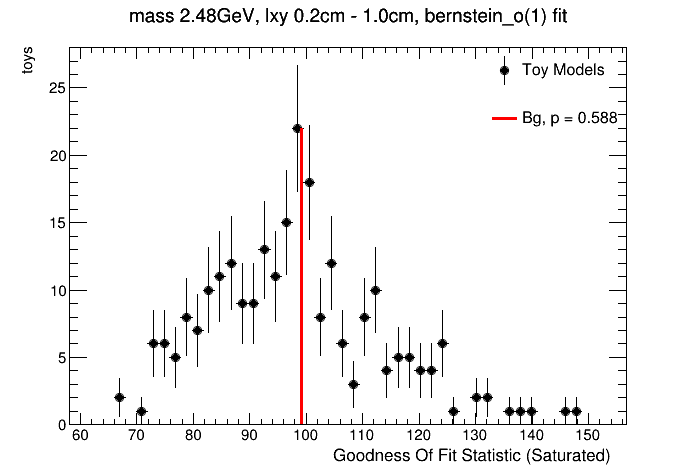 mass 2.48GeV, lxy 0.2cm - 1.0cm, bernstein_o(1) fit
toys
Toy Models
Bg, p = 0.588
25
20
15
10
5
0
60 70 80 90 100 110 120 130 140 150
Goodness Of Fit Statistic (Saturated)